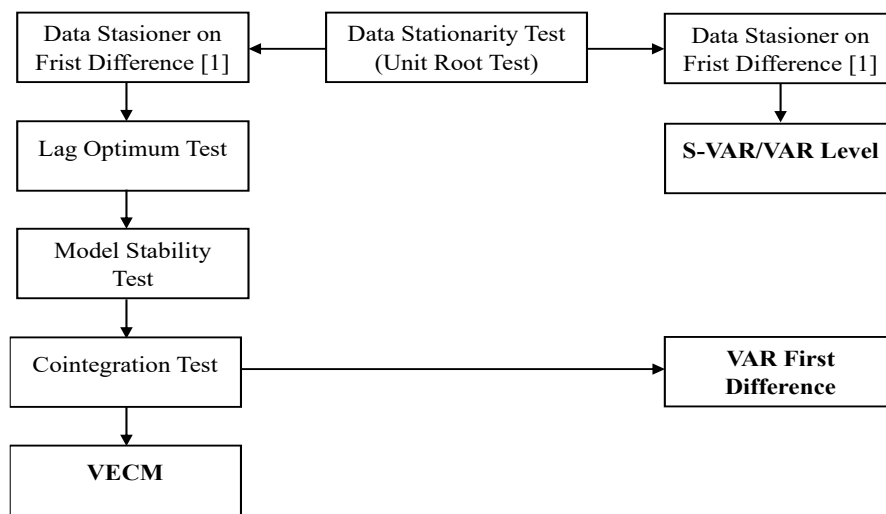 Data Stasioner on
Frist Difference [1]
Data Stationarity Test
(Unit Root Test)
Data Stasioner on
Frist Difference [1]
Lag Optimum Test
S-VAR/VAR Level
Model Stability
Test
Cointegration Test
VAR First
Difference
VECM